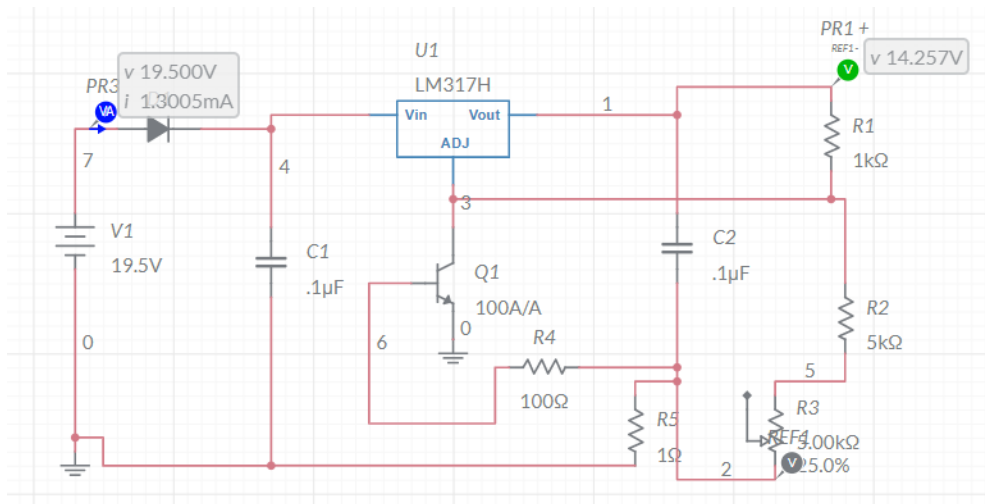 PR1 +
REF1-
v 14.257V
U1
LM317H
v 19.500V
i 1.3005mA
PR3
VA
V
Vin
Vout
ADJ
1
R1
1kΩ
7
4
3
V1
19.5V
C1
.1μF
C2
.1μF
Q1
100A/A
0
R2
5kΩ
0
6
R4
100Ω
5
R5
1Ω
R3
5.00kΩ
REF1
V
25.0%
2